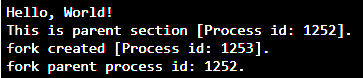 Hello, World!
This is parent section [Process id: 1252].
fork created [Process id: 1253].
fork parent process id: 1252.